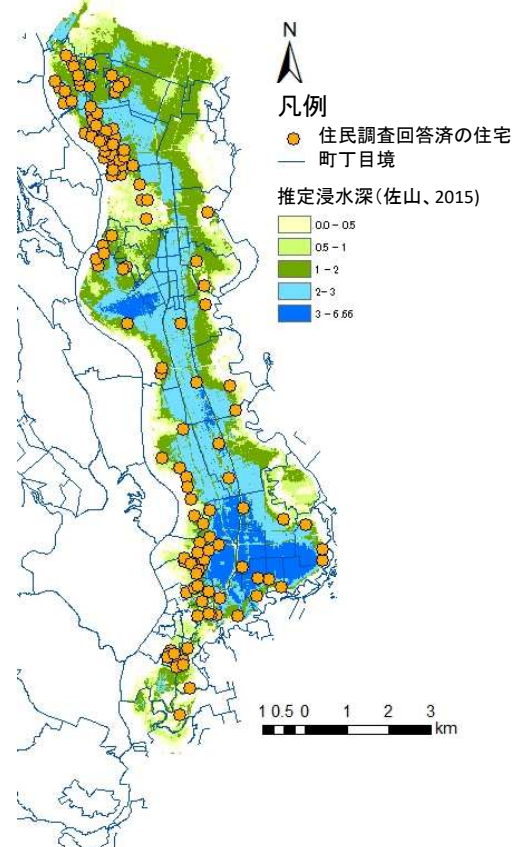 N
凡例
住民調査回答済の住宅
町丁目境
推定浸水深(佐山、2015)
0.0 - 0.5
0.5 - 1
1 - 2
2 - 3
3 - 6.66
1 0.5 0 1 2 3
km